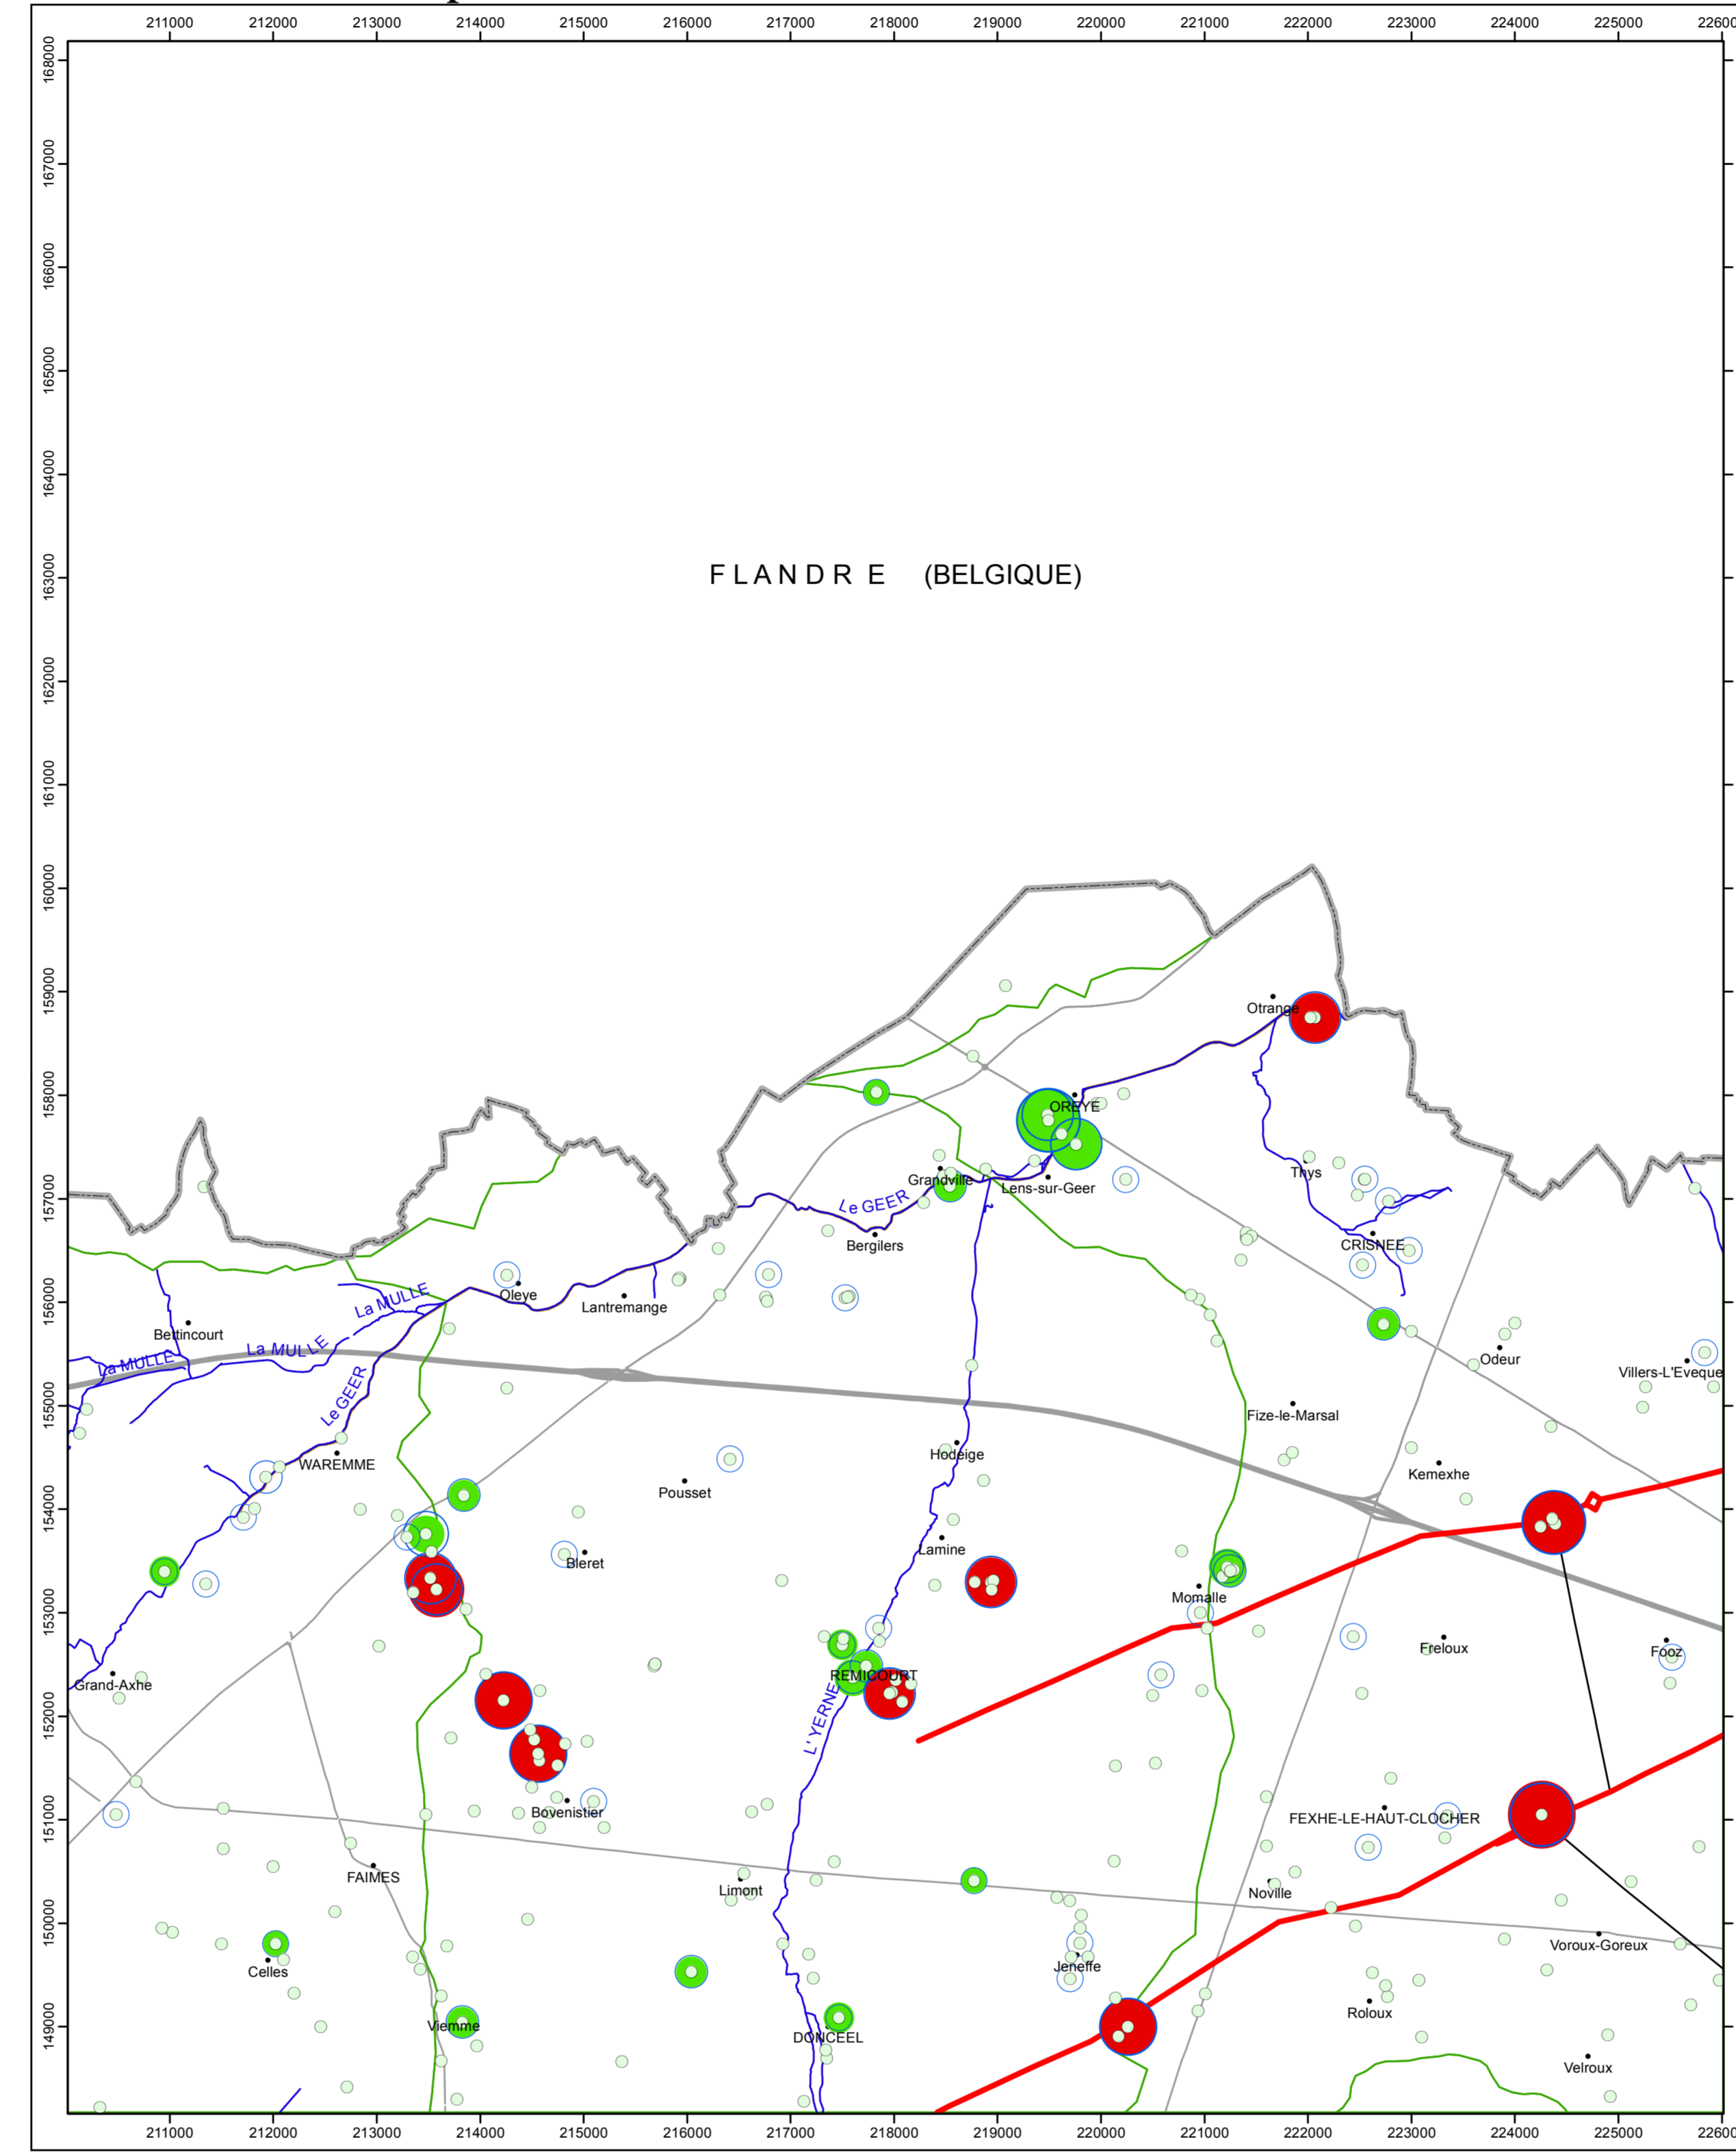 211000 212000 213000 214000 215000 216000 217000 218000 219000 220000 221000 222000 223000 224000 225000
168000
167000
166000
165000
164000
163000
162000
161000
160000
159000
158000
157000
156000
155000
154000
153000
152000
151000
150000
149000
FLANDRE (BELGIQUE)
Otrange
OREYE
Thys
Grandville
Lens-sur-Geer
Le GEER
Bergilers
CRISNEE
Oleye
La MULLE
Lantremange
Bettincourt
La MULLE
La MULLE
Odeur
Villers-L'Eveque
Le GEER
Fize-le-Marsal
WAREMME
Hodeige
Kemexhe
Pousset
Lamine
Bleret
Momalle
Freloux
Fooz
REMICOURT
Grand-Axhe
L'YERNE
Bovenistier
FEXHE-LE-HAUT-CLOCHER
FAIMES
Limont
Noville
Voroux-Goreux
Celles
Jeneffe
Roloux
Viemme
DONCEEL
Velroux
211000 212000 213000 214000 215000 216000 217000 218000 219000 220000 221000 222000 223000 224000 225000